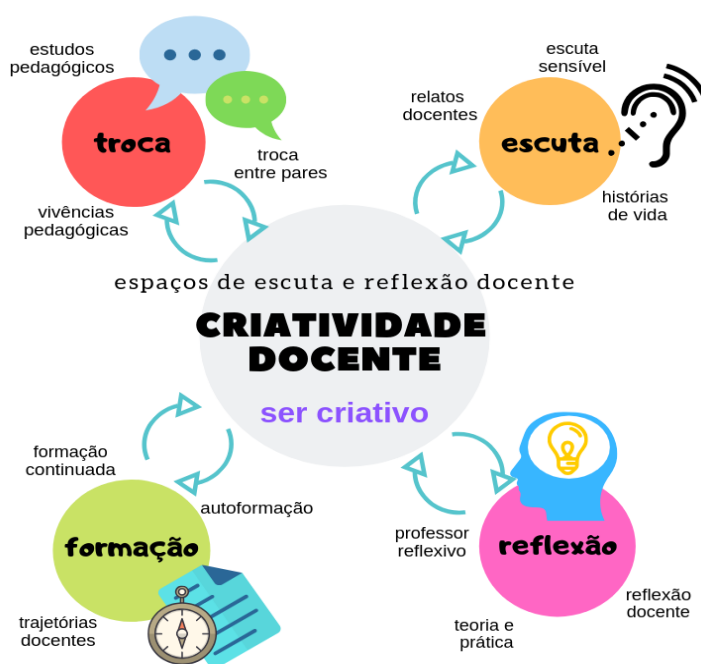 estudos
pedagógicos
troca
troca
entre pares
vivências
pedagógicas
escuta
sensível
relatos
docentes
escuta
histórias
de vida
espaços de escuta e reflexão docente
CRIATIVIDADE
DOCENTE
ser criativo
formação
continuada
autoformação
formação
trajetórias
docentes
professor
reflexivo
reflexão
reflexão
docente
teoria e
prática